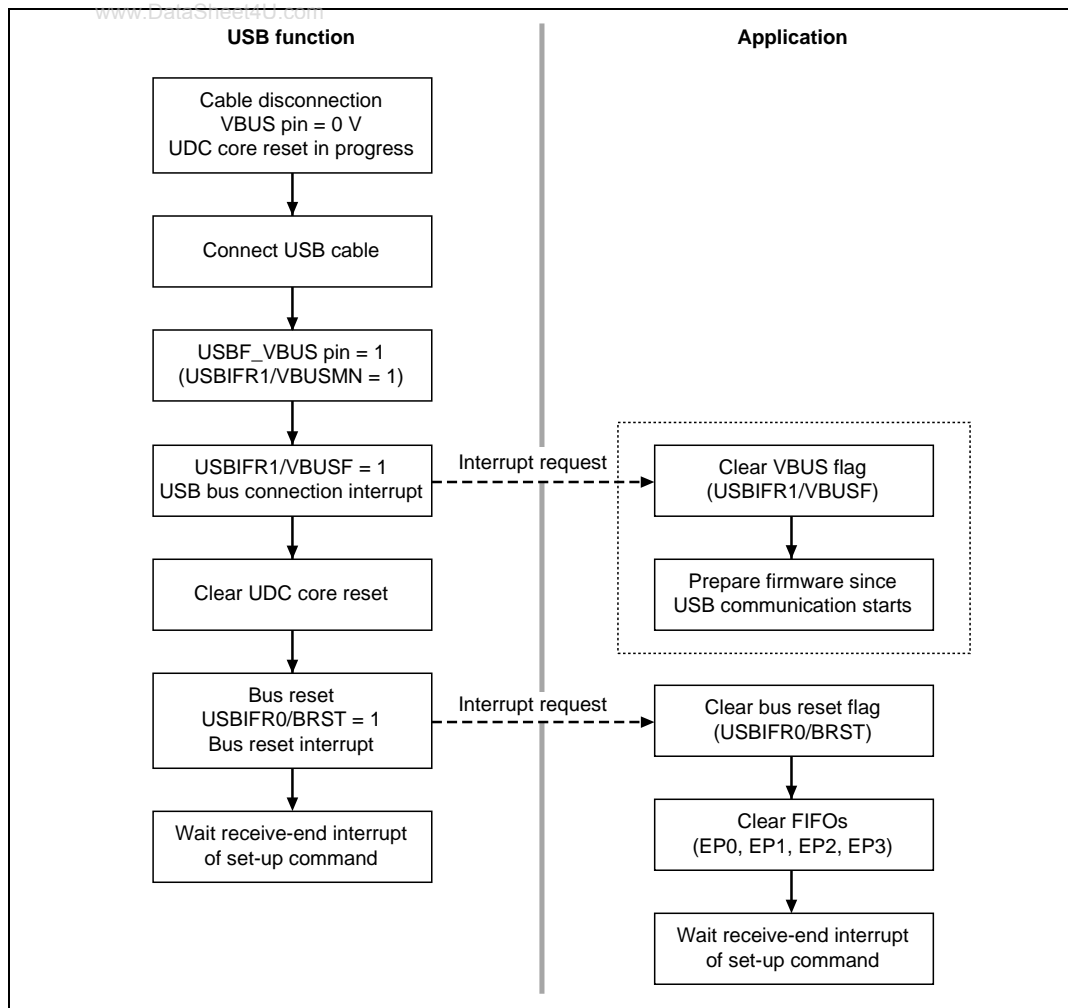 www.DataSheet4U.com
USB function
Application
Cable disconnection
VBUS pin = 0 V
UDC core reset in progress
Connect USB cable
USBF_VBUS pin = 1
(USBIFR1/VBUSMN = 1)
USBIFR1/VBUSF = 1
USB bus connection interrupt
Interrupt request
Clear VBUS flag
(USBIFR1/VBUSF)
Clear UDC core reset
Prepare firmware since
USB communication starts
Bus reset
USBIFR0/BRST = 1
Bus reset interrupt
Interrupt request
Clear bus reset flag
(USBIFR0/BRST)
Wait receive-end interrupt
of set-up command
Clear FIFOs
(EP0, EP1, EP2, EP3)
Wait receive-end interrupt
of set-up command